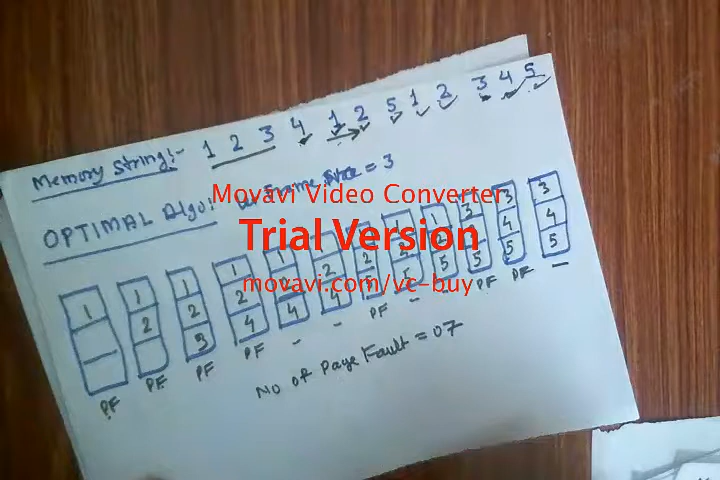 Memory String:- 1 2 3 4 1 2 5 1 2 3 4 5
OPTIMAL Algo: Frame = 3
Movavi Video Converter
Trial Version
movavi.com/vc-buy
1 1 1 1 1 1 1 1 1 3 3 3
2 2 2 2 2 2 2 2 4 4
3 4 4 4 5 5 5 5 5 5
PF PF PF PF - - PF - - PF PF -
No of Page Fault = 07